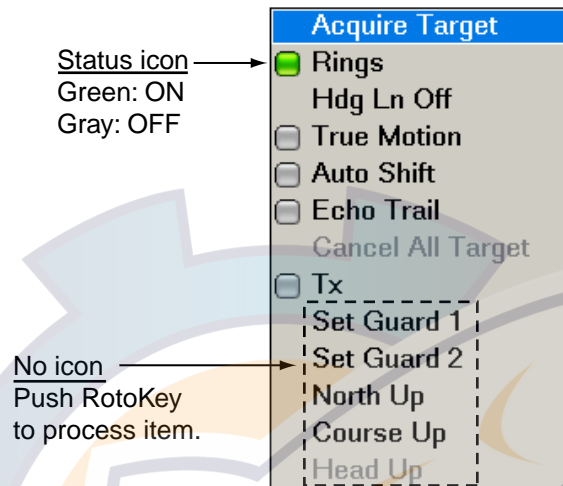 Acquire Target
Status icon
Green: ON
Gray: OFF
Rings
Hdg Ln Off
True Motion
Auto Shift
Echo Trail
Cancel All Target
Tx
Set Guard 1
Set Guard 2
North Up
Course Up
Head Up
No icon
Push RotoKey
to process item.